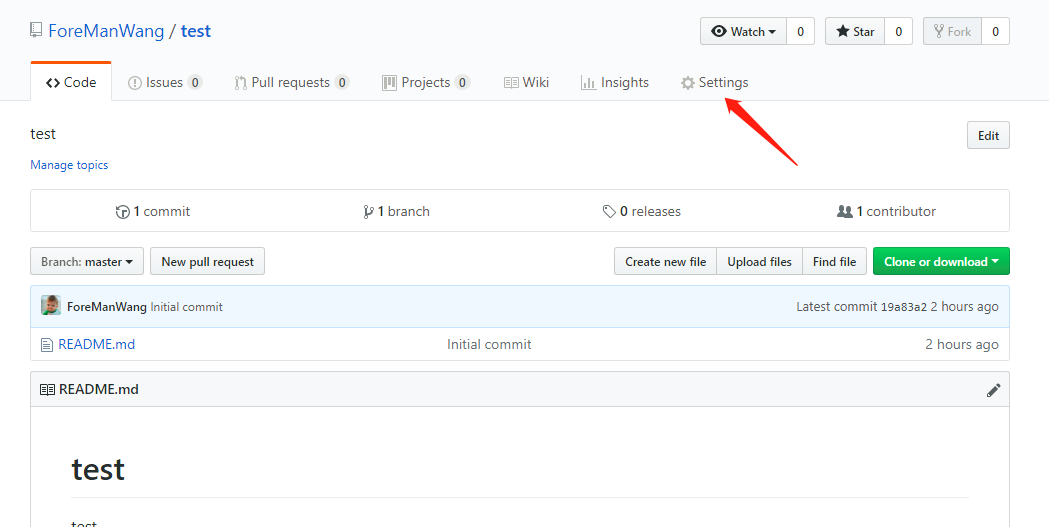 ForeManWang / test
Watch 0 Star 0 Fork 0
Code Issues 0 Pull requests 0 Projects 0 Wiki Insights Settings
test
Edit
Manage topics
1 commit 1 branch 0 releases 1 contributor
Branch: master New pull request Create new file Upload files Find file Clone or download
ForeManWang Initial commit Latest commit 19a83a2 2 hours ago
README.md Initial commit 2 hours ago
README.md
test
test